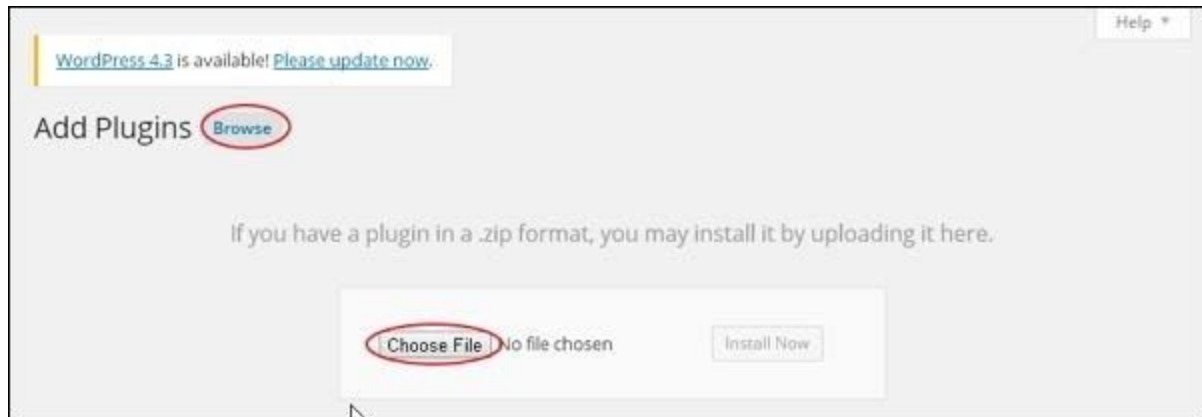 Help
WordPress 4.3 is available! Please update now.
Add Plugins Browse
If you have a plugin in a .zip format, you may install it by uploading it here.
Choose File No file chosen Install Now